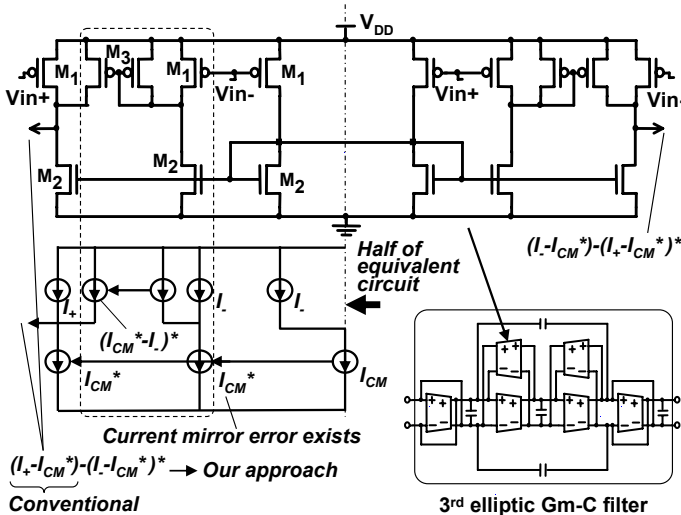 V_DD
M_3
M_1 M_1 M_1
Vin+ Vin- Vin+ Vin-
M_2 M_2 M_2
(I_-I_CM*)-(I_+-I_CM*)*
Half of
equivalent
circuit
I_+ I_- I_-
(I_CM*-I_-)*
I_CM* I_CM* I_CM
Current mirror error exists
(I_+-I_CM*)-(I_-I_CM*)* Our approach
Conventional
3rd elliptic Gm-C filter